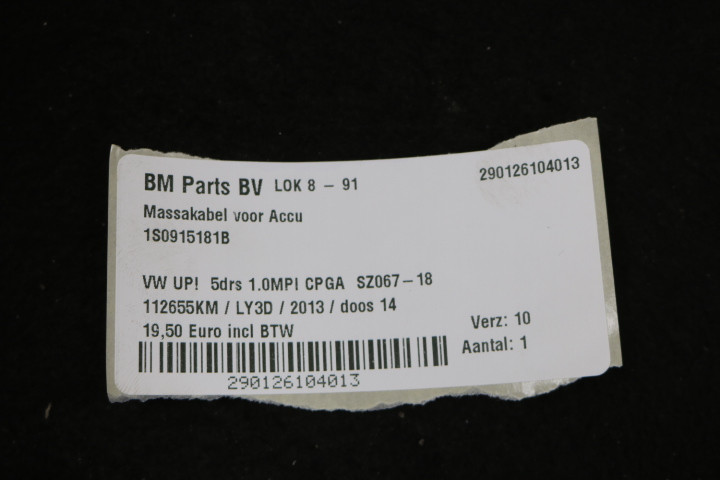 BM Parts BV LOK 8 - 91 290126104013
Massakabel voor Accu
1S0915181B
VW UP! 5drs 1.0MPI CPGA SZ067-18
112655KM / LY3D / 2013 / doos 14
19,50 Euro incl BTW Verz: 10
Aantal: 1
290126104013